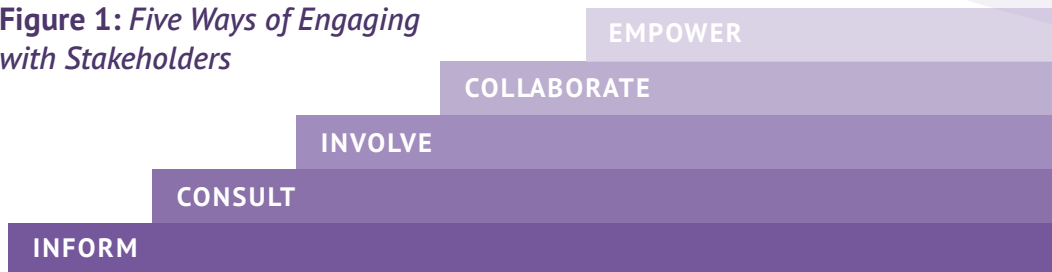 Figure 1: Five Ways of Engaging
with Stakeholders
EMPOWER
COLLABORATE
INVOLVE
CONSULT
INFORM